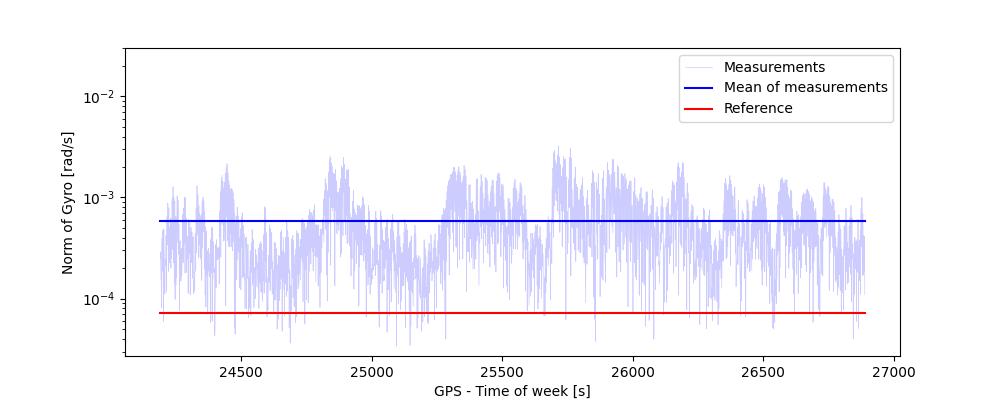 Norm of Gyro [rad/s]
10⁻²
10⁻³
10⁻⁴
Measurements
Mean of measurements
Reference
24500 25000 25500 26000 26500 27000
GPS - Time of week [s]